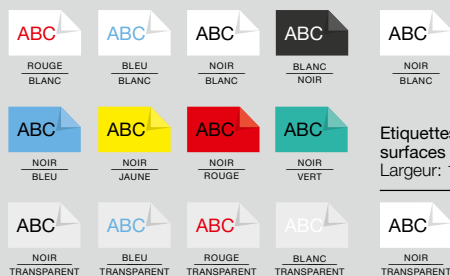 ABC ABC ABC ABC ABC
ROUGE BLEU NOIR BLANC NOIR
BLANC BLANC BLANC NOIR BLANC
ABC ABC ABC ABC
NOIR NOIR NOIR NOIR
BLEU JAUNE ROUGE VERT
Etiquettes
surfaces
Largeur:
ABC ABC ABC ABC ABC
NOIR BLEU ROUGE BLANC NOIR
TRANSPARENT TRANSPARENT TRANSPARENT TRANSPARENT TRANSPARENT